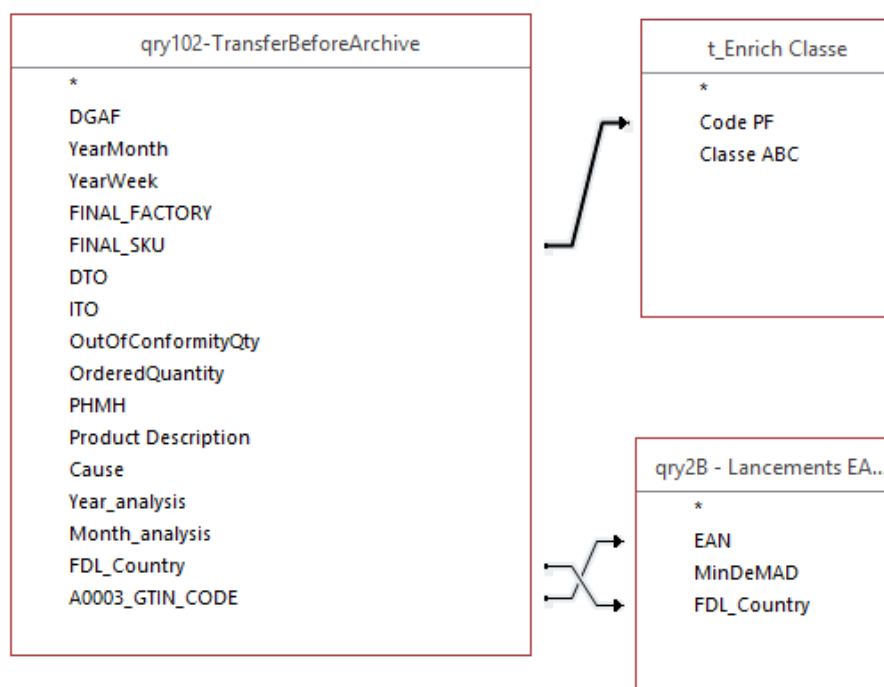 qry102-TransferBeforeArchive
*
DGAF
YearMonth
YearWeek
FINAL_FACTORY
FINAL_SKU
DTO
ITO
OutOfConformityQty
OrderedQuantity
PHMH
Product Description
Cause
Year_analysis
Month_analysis
FDL_Country
A0003_GTIN_CODE
t_Enrich Classe
*
Code PF
Classe ABC
qry2B - Lancements EA...
*
EAN
MinDeMAD
FDL_Country